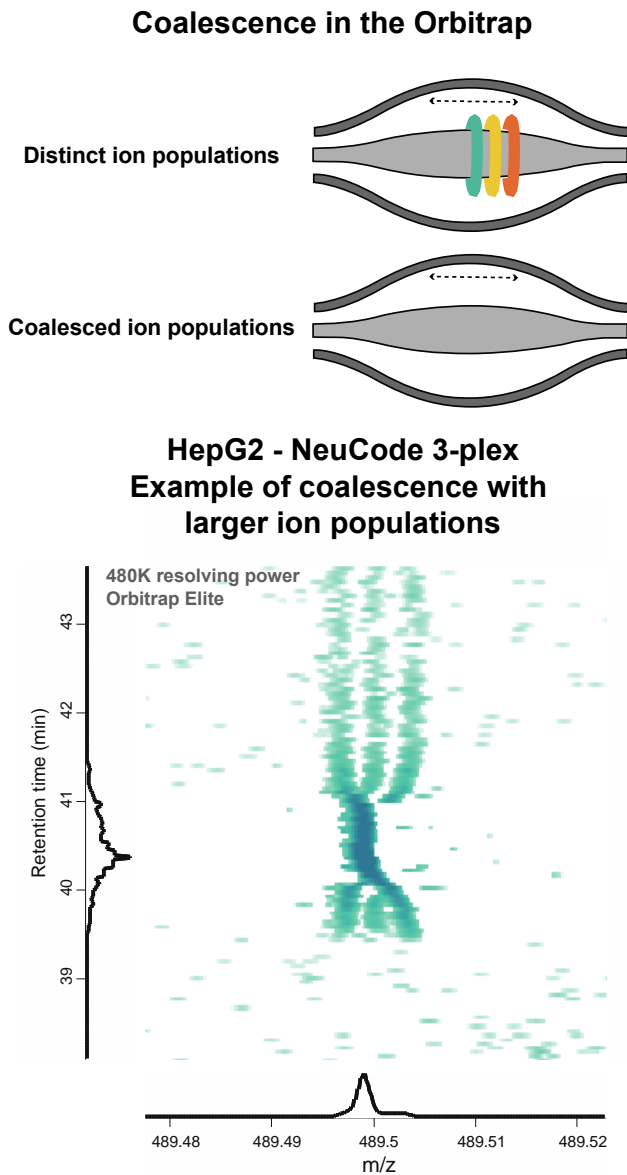 Coalescence in the Orbitrap
Distinct ion populations
Coalesced ion populations
HepG2 - NeuCode 3-plex
Example of coalescence with
larger ion populations
480K resolving power
Orbitrap Elite
Retention time (min)
43
42
41
40
39
489.48
489.49
489.5
489.51
489.52
m/z